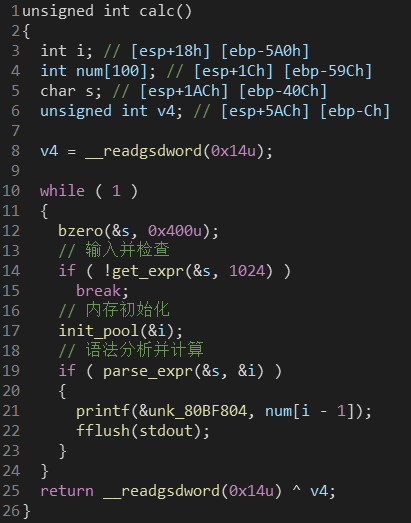 1 unsigned int calc()
2 {
3   int i; // [esp+18h] [ebp-5A0h]
4   int num[100]; // [esp+1Ch] [ebp-59Ch]
5   char s; // [esp+1ACh] [ebp-40Ch]
6   unsigned int v4; // [esp+5ACh] [ebp-Ch]
7
8   v4 = __readgsdword(0x14u);
9
10   while ( 1 )
11   {
12     bzero(&s, 0x400u);
13     // 输入并检查
14     if ( !get_expr(&s, 1024) )
15       break;
16     // 内存初始化
17     init_pool(&i);
18     // 语法分析并计算
19     if ( parse_expr(&s, &i) )
20     {
21       printf(&unk_80BF804, num[i - 1]);
22       fflush(stdout);
23     }
24   }
25   return __readgsdword(0x14u) ^ v4;
26 }